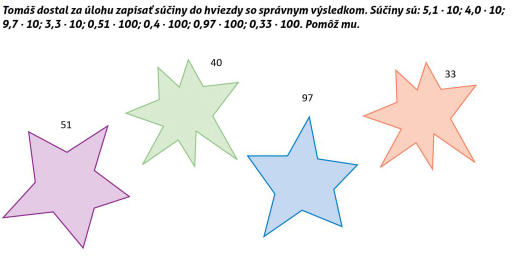 Tomáš dostal za úlohu zapísať súčiny do hviezdy so správnym výsledkom. Súčiny sú: 5,1 · 10; 4,0 · 10;
9,7 · 10; 3,3 · 10; 0,51 · 100; 0,4 · 100; 0,97 · 100; 0,33 · 100. Pomôž mu.
40
33
97
51